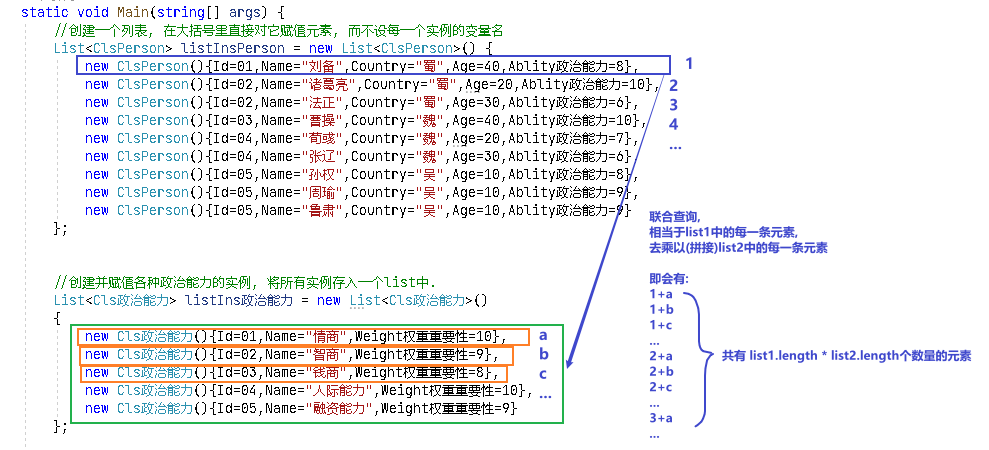 static void Main(string[] args) {
//创建一个列表, 在大括号里直接对它赋值元素, 而不设每一个实例的变量名
List<ClsPerson> listInsPerson = new List<ClsPerson>() {
new ClsPerson(){Id=01,Name="刘备",Country="蜀",Age=40,Ablity政治能力=8}, 1
new ClsPerson(){Id=02,Name="诸葛亮",Country="蜀",Age=20,Ablity政治能力=10}, 2
new ClsPerson(){Id=02,Name="法正",Country="蜀",Age=30,Ablity政治能力=6}, 3
new ClsPerson(){Id=03,Name="曹操",Country="魏",Age=40,Ablity政治能力=10}, 4
new ClsPerson(){Id=04,Name="荀彧",Country="魏",Age=20,Ablity政治能力=7}, ...
new ClsPerson(){Id=04,Name="张辽",Country="魏",Age=30,Ablity政治能力=6},
new ClsPerson(){Id=05,Name="孙权",Country="吴",Age=10,Ablity政治能力=8},
new ClsPerson(){Id=05,Name="周瑜",Country="吴",Age=10,Ablity政治能力=9},
new ClsPerson(){Id=05,Name="鲁肃",Country="吴",Age=10,Ablity政治能力=9}
};
//创建并赋值各种政治能力的实例, 将所有实例存入一个list中.
List<Cls政治能力> listIns政治能力 = new List<Cls政治能力>()
{
new Cls政治能力(){Id=01,Name="情商",Weight权重重要性=10}, a
new Cls政治能力(){Id=02,Name="智商",Weight权重重要性=9}, b
new Cls政治能力(){Id=03,Name="钱商",Weight权重重要性=8}, c
new Cls政治能力(){Id=04,Name="人际能力",Weight权重重要性=10}, ...
new Cls政治能力(){Id=05,Name="融资能力",Weight权重重要性=9}
};
联合查询,
相当于list1中的每一条元素,
去乘以(拼接)list2中的每一条元素
即会有:
1+a
1+b
1+c
...
2+a
2+b
2+c
...
3+a
...
共有 list1.length * list2.length个数量的元素